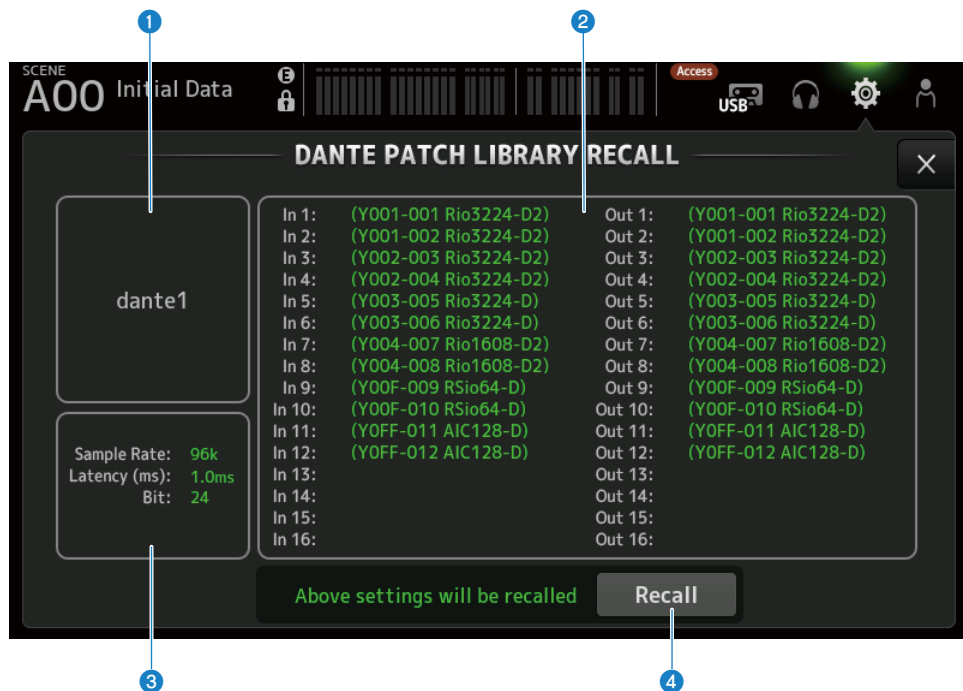 1 2
SCENE
A00 Initial Data E Access USB
DANTE PATCH LIBRARY RECALL
dante1
Sample Rate: 96k
Latency (ms): 1.0ms
Bit: 24
In 1: (Y001-001 Rio3224-D2) Out 1: (Y001-001 Rio3224-D2)
In 2: (Y001-002 Rio3224-D2) Out 2: (Y001-002 Rio3224-D2)
In 3: (Y002-003 Rio3224-D2) Out 3: (Y002-003 Rio3224-D2)
In 4: (Y002-004 Rio3224-D2) Out 4: (Y002-004 Rio3224-D2)
In 5: (Y003-005 Rio3224-D) Out 5: (Y003-005 Rio3224-D)
In 6: (Y003-006 Rio3224-D) Out 6: (Y003-006 Rio3224-D)
In 7: (Y004-007 Rio1608-D2) Out 7: (Y004-007 Rio1608-D2)
In 8: (Y004-008 Rio1608-D2) Out 8: (Y004-008 Rio1608-D2)
In 9: (Y00F-009 RSio64-D) Out 9: (Y00F-009 RSio64-D)
In 10: (Y00F-010 RSio64-D) Out 10: (Y00F-010 RSio64-D)
In 11: (Y0FF-011 AIC128-D) Out 11: (Y0FF-011 AIC128-D)
In 12: (Y0FF-012 AIC128-D) Out 12: (Y0FF-012 AIC128-D)
In 13: Out 13:
In 14: Out 14:
In 15: Out 15:
In 16: Out 16:
Above settings will be recalled Recall
3 4